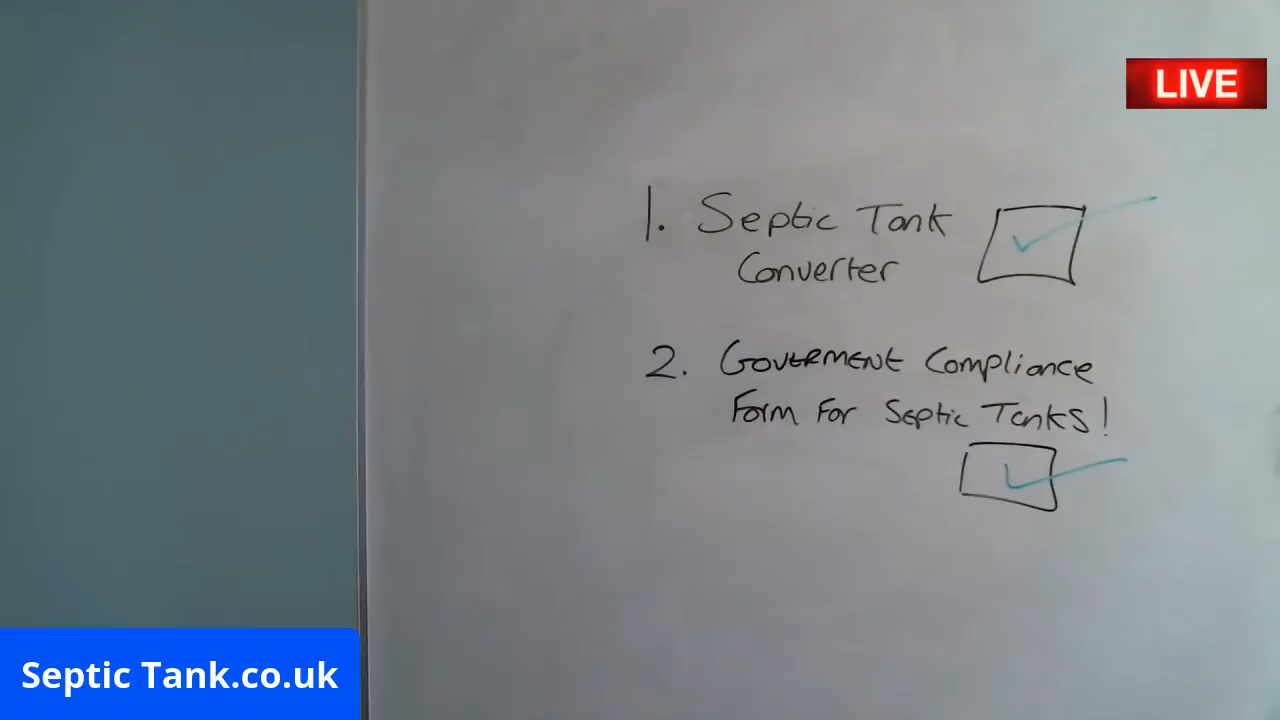 LIVE
1. Septic Tank
Converter
2. GOVERMENT Compliance
Form For Septic Tanks!
Septic Tank.co.uk